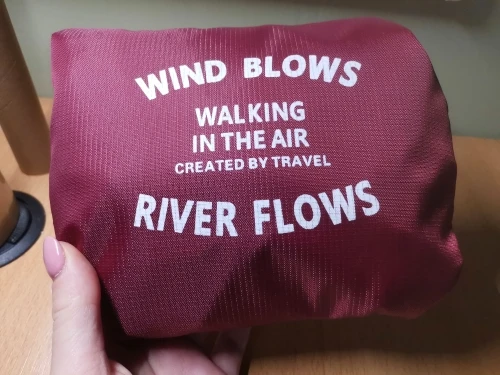 WIND BLOWS
WALKING
IN THE AIR
CREATED BY TRAVEL
RIVER FLOWS